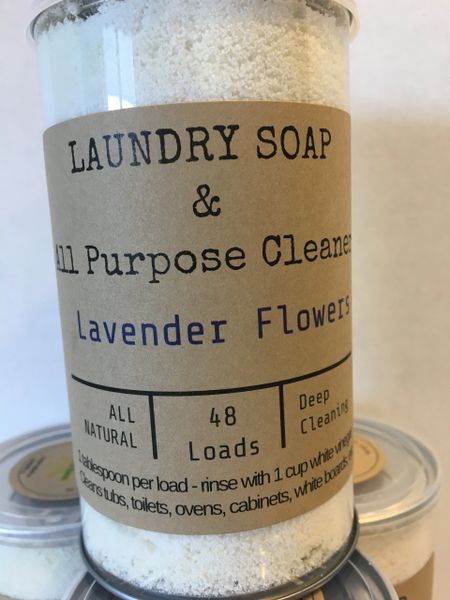 LAUNDRY SOAP
&
All Purpose Cleaner
Lavender Flowers
ALL
NATURAL
48
Loads
Deep
Cleaning
tablespoon per load - rinse with 1 cup white vinegar
Cleans tubs, toilets, ovens, cabinets, white boards